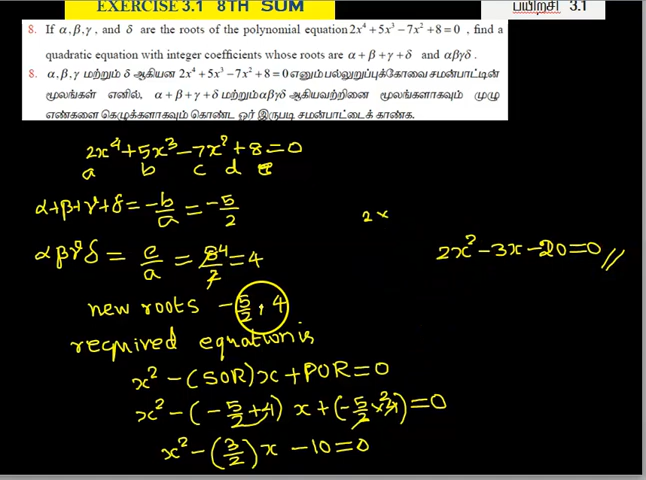 EXERCISE 3.1 8TH SUM
பயிற்சி 3.1
8. If α, β, γ, and δ are the roots of the polynomial equation 2x⁴ + 5x³ − 7x² + 8 = 0, find a
quadratic equation with integer coefficients whose roots are α + β + γ + δ and αβγδ.
8. α, β, γ மற்றும் δ ஆகியன 2x⁴ + 5x³ − 7x² + 8 = 0 எனும் பல்லுறுப்புக்கோவை சமன்பாட்டின்
மூலங்கள் எனில், α + β + γ + δ மற்றும் αβγδ ஆகியவற்றினை மூலங்களாகவும் முழு
எண்களை கெழுக்களாகவும் கொண்ட ஓர் இருபடி சமன்பாட்டைக் காண்க.
2x⁴ + 5x³ − 7x² + 8 = 0
a b c d e
α+β+γ+δ = −b/a = −5/2
2x
2x² − 3x − 20 = 0 //
αβγδ = e/a = 8⁴/2 = 4
new roots −5/2, 4
required equation is
x² − (SOR)x + POR = 0
x² − (−5/2 + 4) x + (−5/2 × 4²) = 0
x² − (3/2) x − 10 = 0